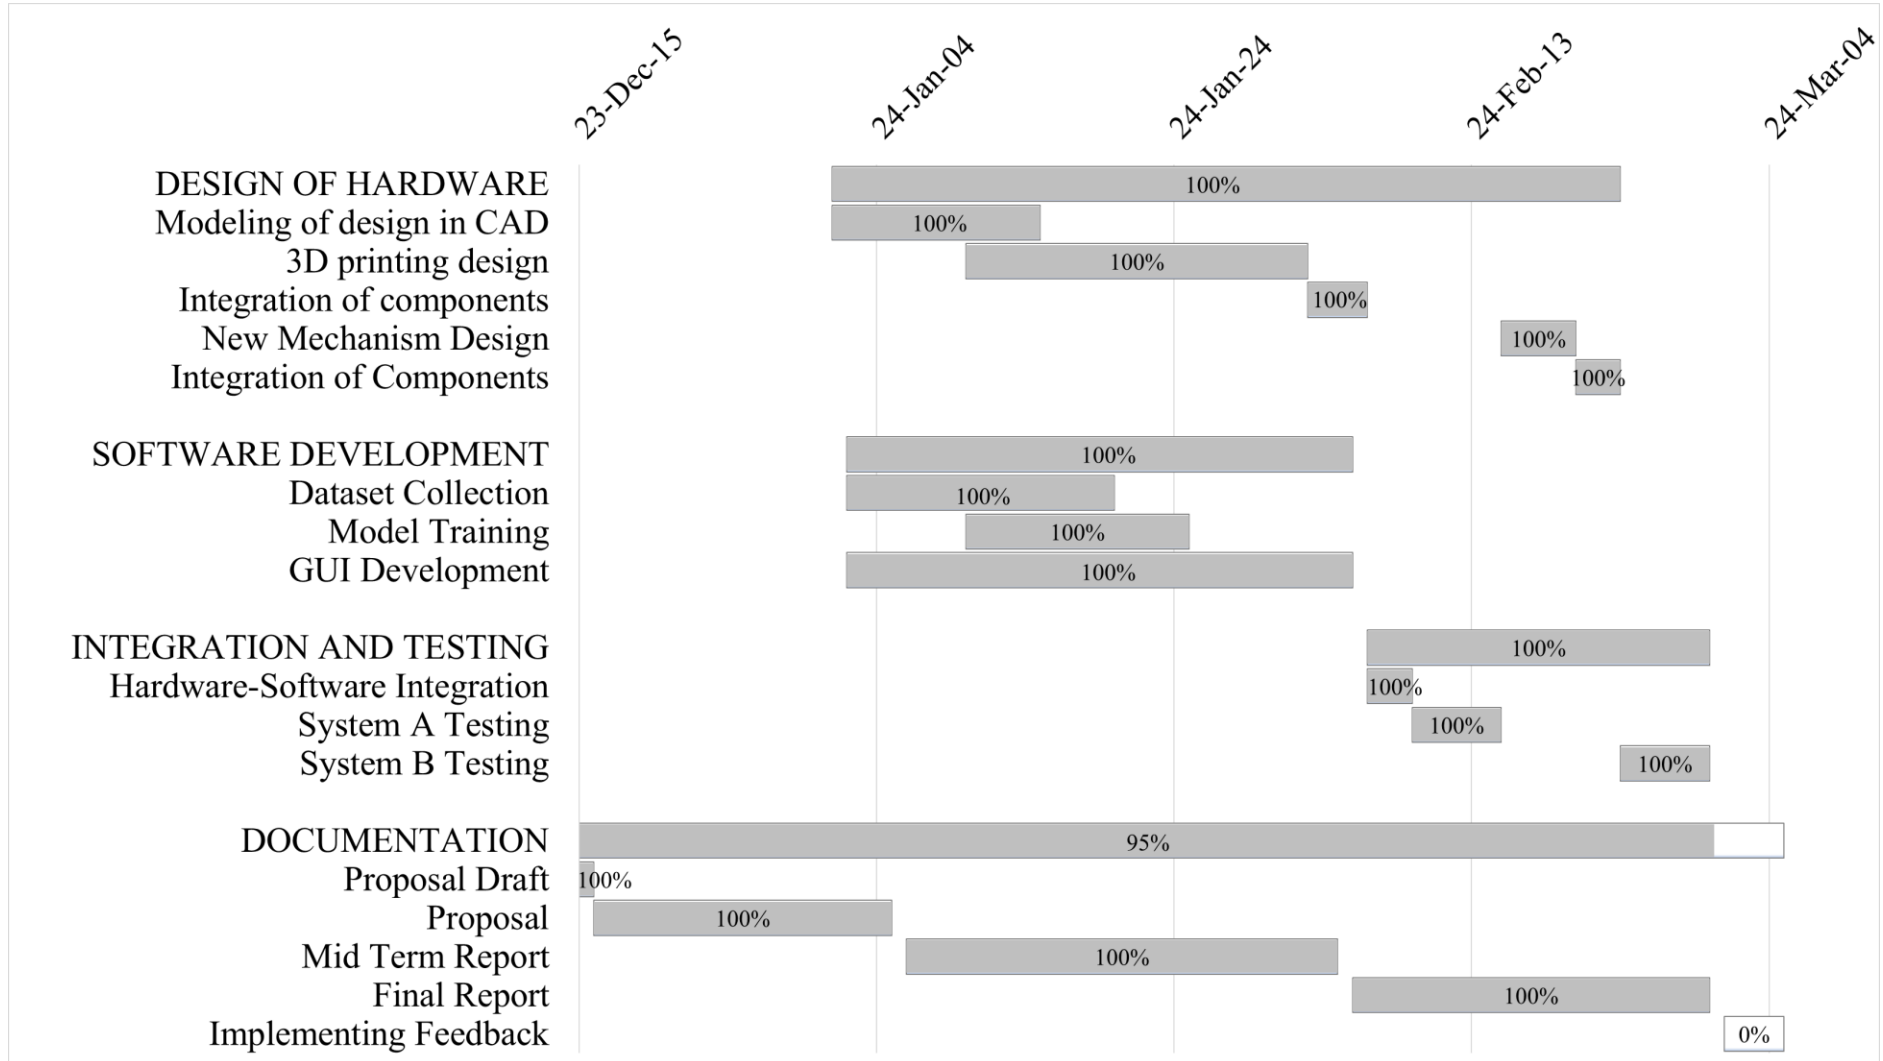 23-Dec-15
24-Jan-04
24-Jan-24
24-Feb-13
24-Mar-04
DESIGN OF HARDWARE 100%
Modeling of design in CAD 100%
3D printing design 100%
Integration of components 100%
New Mechanism Design 100%
Integration of Components 100%
SOFTWARE DEVELOPMENT 100%
Dataset Collection 100%
Model Training 100%
GUI Development 100%
INTEGRATION AND TESTING 100%
Hardware-Software Integration 100%
System A Testing 100%
System B Testing 100%
DOCUMENTATION 95%
Proposal Draft 100%
Proposal 100%
Mid Term Report 100%
Final Report 100%
Implementing Feedback 0%